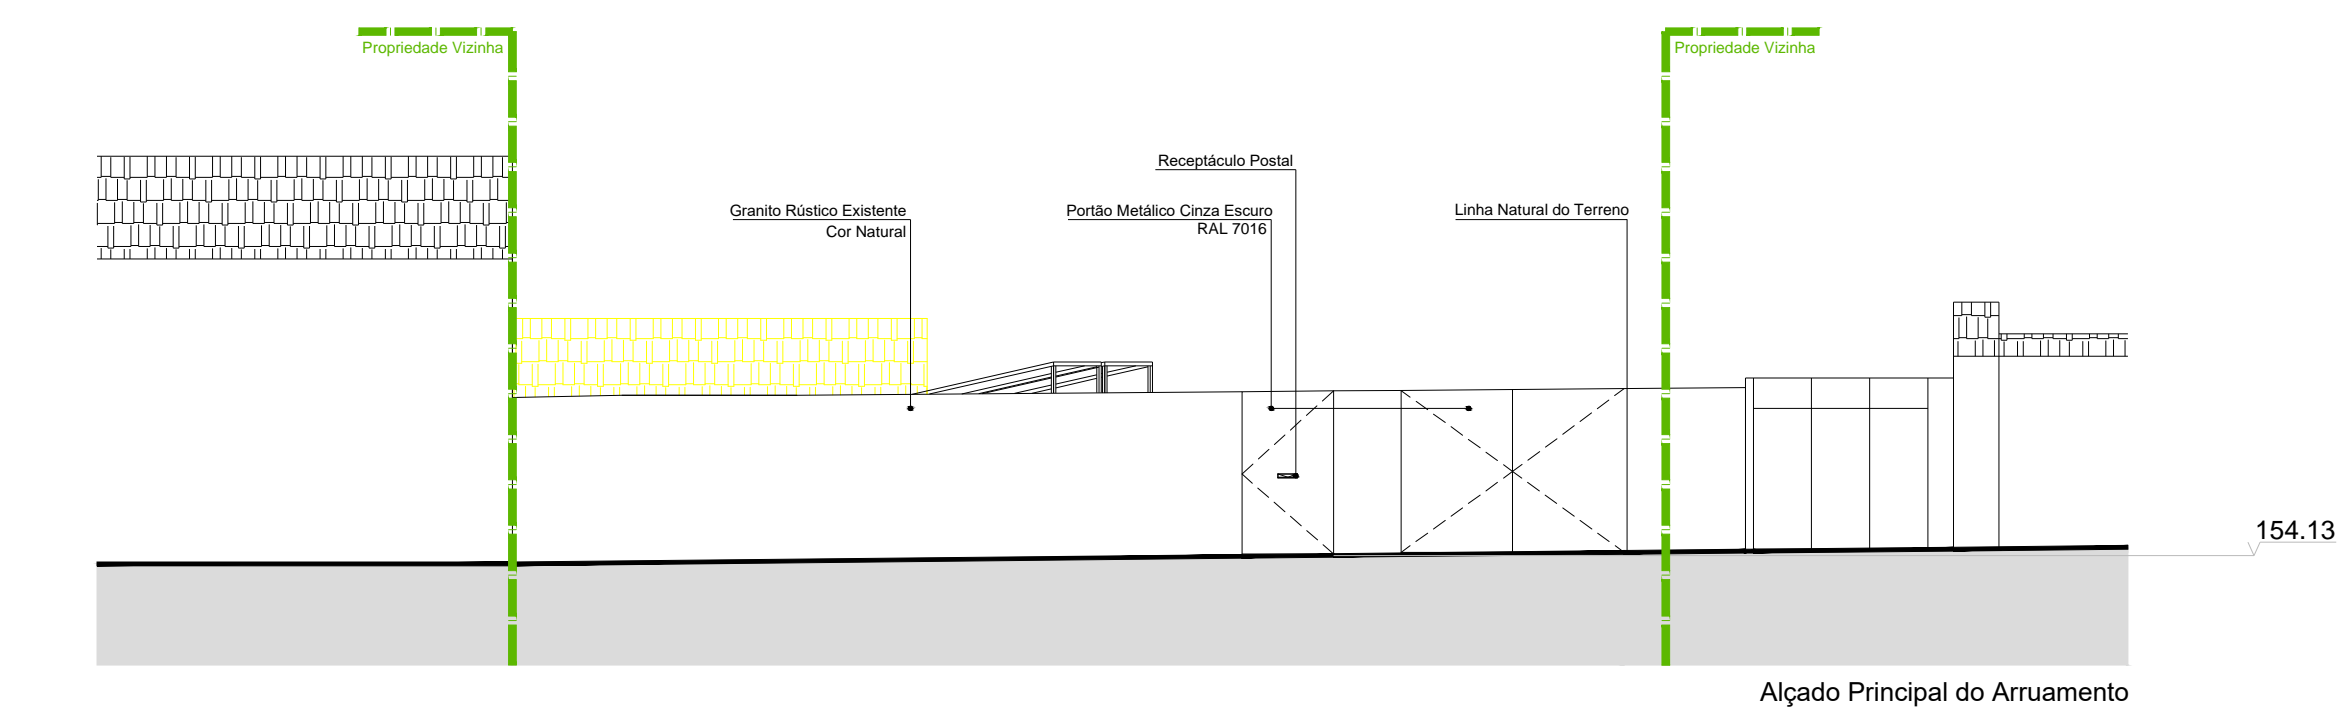 Propriedade Vizinha
Propriedade Vizinha
Receptáculo Postal
Granito Rústico Existente
Cor Natural
Portão Metálico Cinza Escuro
RAL 7016
Linha Natural do Terreno
154.13
Alçado Principal do Arruamento